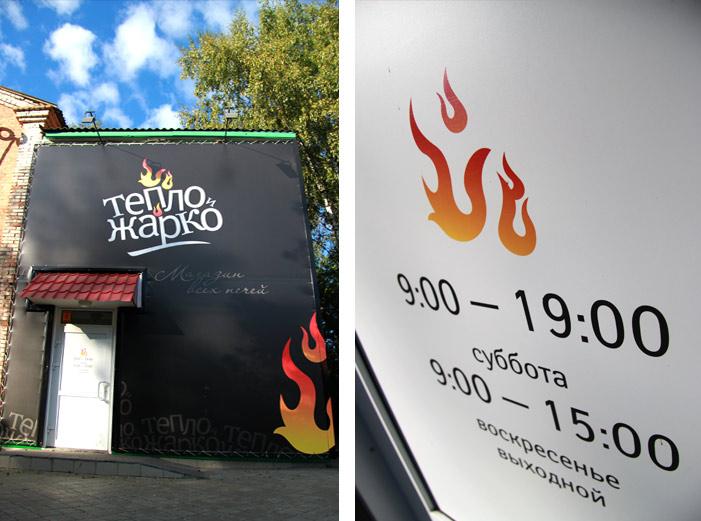 тепло и
жарко
Магазин
всех печей
тепло и
жарко
тепло
9:00 – 19:00
суббота
9:00 – 15:00
воскресенье
выходной